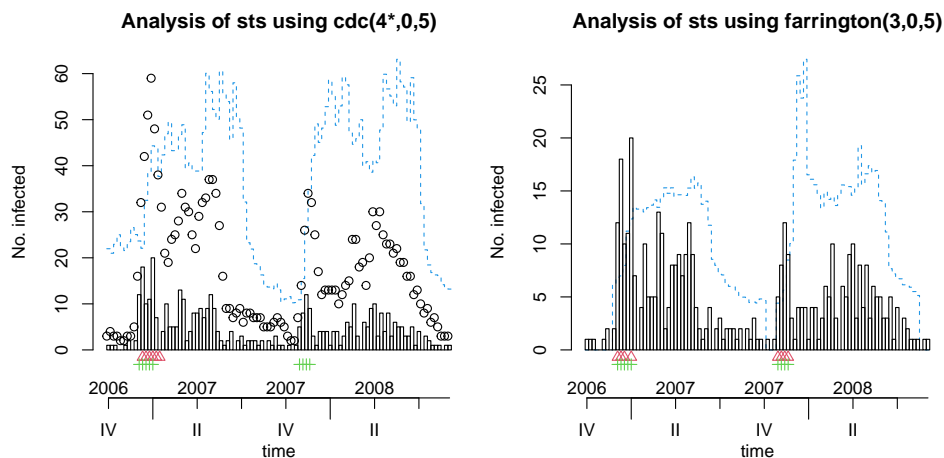 Analysis of sts using cdc(4*,0,5)
No. infected
60
50
40
30
20
10
0
2006 2007 2007 2008
IV II IV II
time
Analysis of sts using farrington(3,0,5)
No. infected
25
20
15
10
5
0
2006 2007 2007 2008
IV II IV II
time